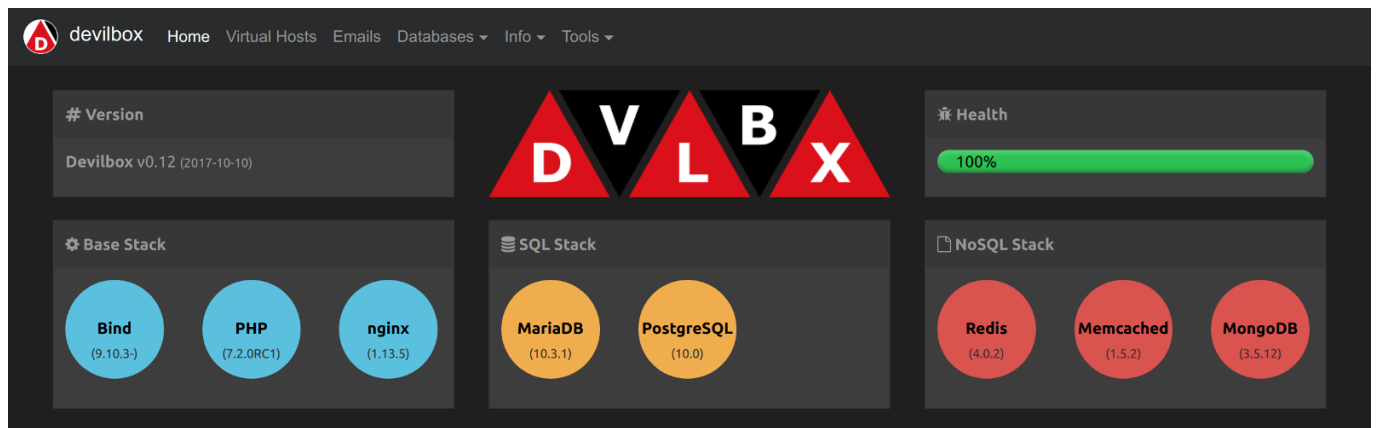 D devilbox Home Virtual Hosts Emails Databases Info Tools
# Version
Devilbox v0.12 (2017-10-10)
D V L B X
Health
100%
Base Stack
Bind
(9.10.3-)
PHP
(7.2.0RC1)
nginx
(1.13.5)
SQL Stack
MariaDB
(10.3.1)
PostgreSQL
(10.0)
NoSQL Stack
Redis
(4.0.2)
Memcached
(1.5.2)
MongoDB
(3.5.12)